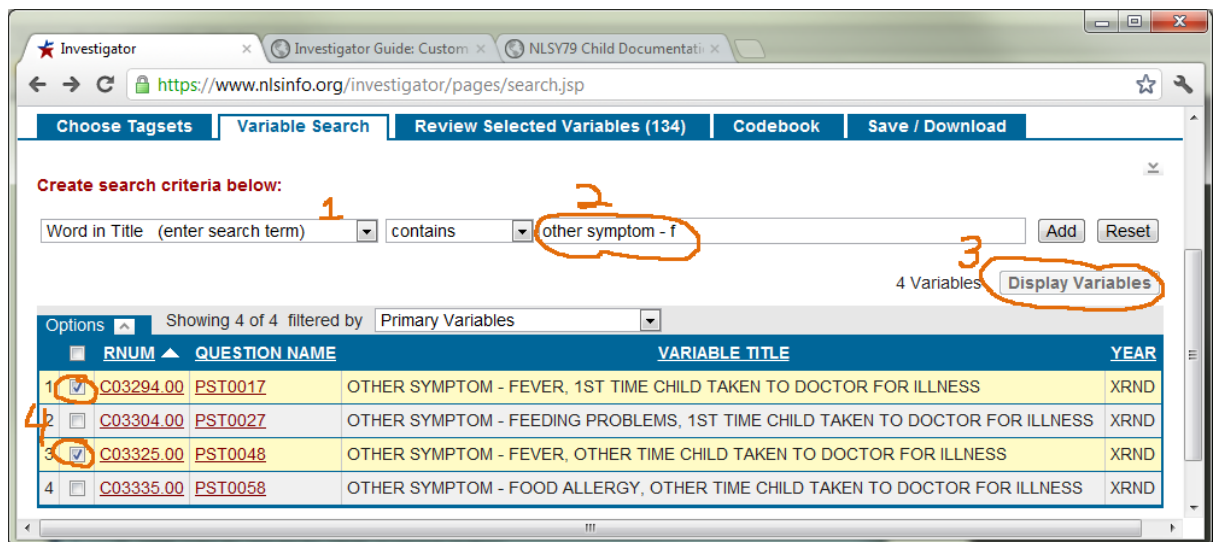 Investigator
Investigator Guide: Custom
NLSY79 Child Documentati
https://www.nlsinfo.org/investigator/pages/search.jsp
Choose Tagsets Variable Search Review Selected Variables (134) Codebook Save / Download
Create search criteria below:
1 2
Word in Title (enter search term) contains other symptom - f Add Reset
3
4 Variables Display Variables
Options Showing 4 of 4 filtered by Primary Variables
RNUM QUESTION NAME VARIABLE TITLE YEAR
1 C03294.00 PST0017 OTHER SYMPTOM - FEVER, 1ST TIME CHILD TAKEN TO DOCTOR FOR ILLNESS XRND
4
2 C03304.00 PST0027 OTHER SYMPTOM - FEEDING PROBLEMS, 1ST TIME CHILD TAKEN TO DOCTOR FOR ILLNESS XRND
3 C03325.00 PST0048 OTHER SYMPTOM - FEVER, OTHER TIME CHILD TAKEN TO DOCTOR FOR ILLNESS XRND
4 C03335.00 PST0058 OTHER SYMPTOM - FOOD ALLERGY, OTHER TIME CHILD TAKEN TO DOCTOR FOR ILLNESS XRND